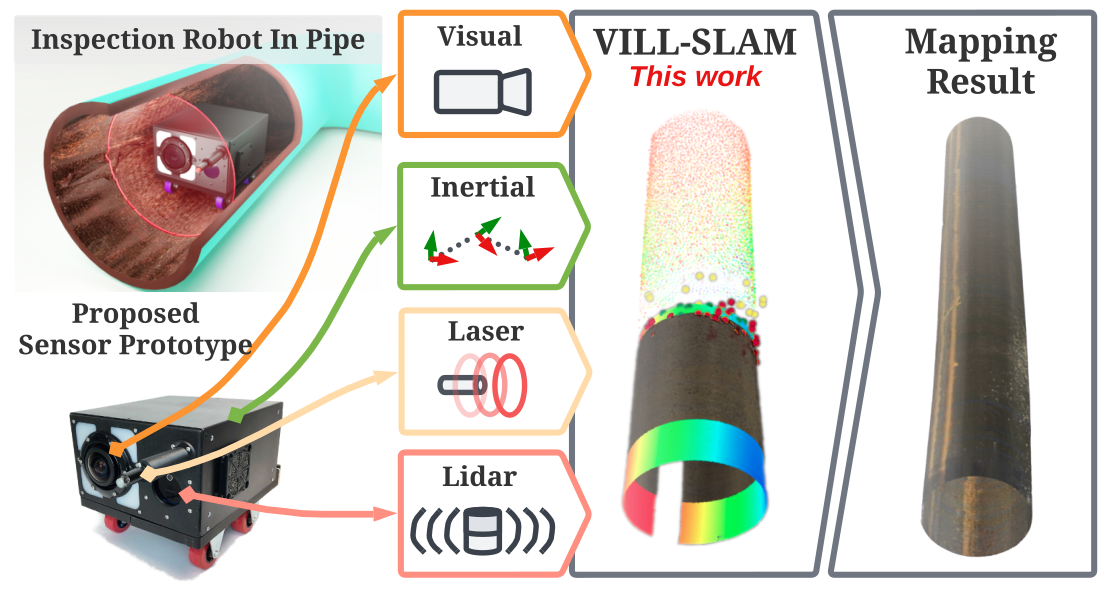 Inspection Robot In Pipe
Proposed
Sensor Prototype
Visual
Inertial
Laser
Lidar
VILL-SLAM
This work
Mapping
Result